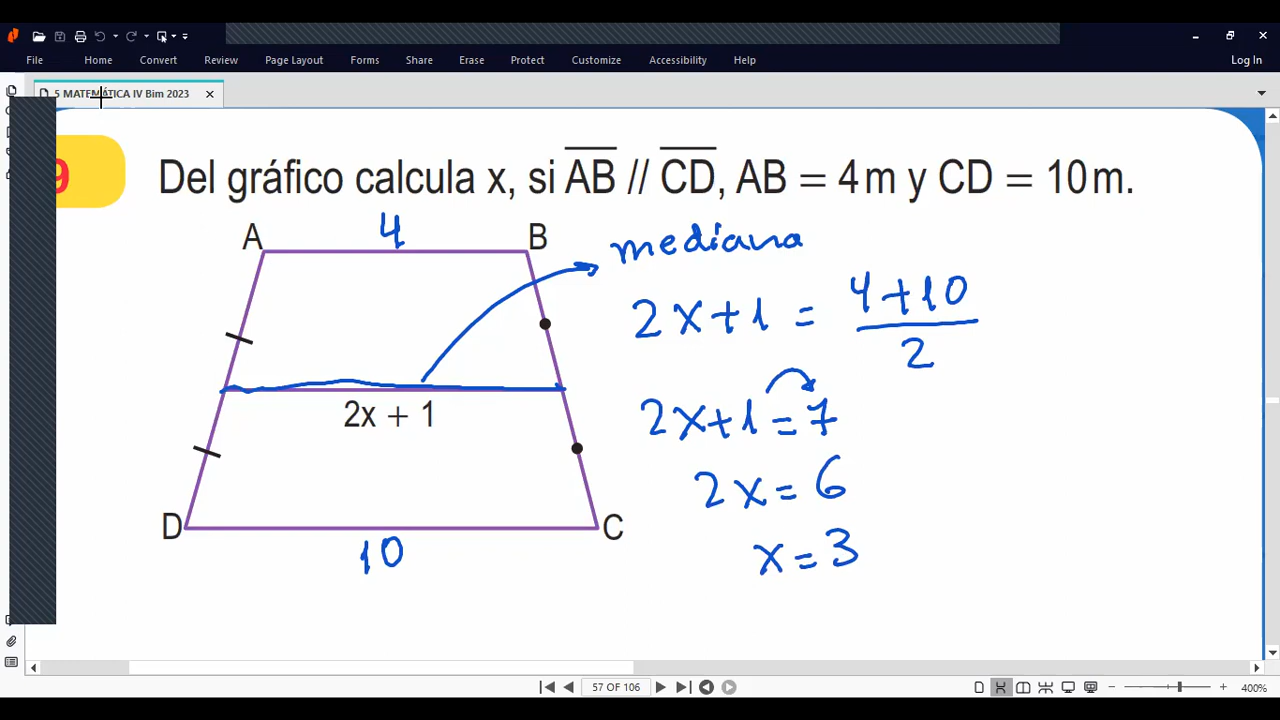 File Home Convert Review Page Layout Forms Share Erase Protect Customize Accessibility Help Log In
5 MATEMÁTICA IV Bim 2023
9 Del gráfico calcula x, si AB // CD, AB = 4 m y CD = 10 m.
A 4 B
mediana
2x+1 = 4+10
2
2x + 1
2x+1 = 7
2x = 6
D C
10
x = 3
57 OF 106
400%